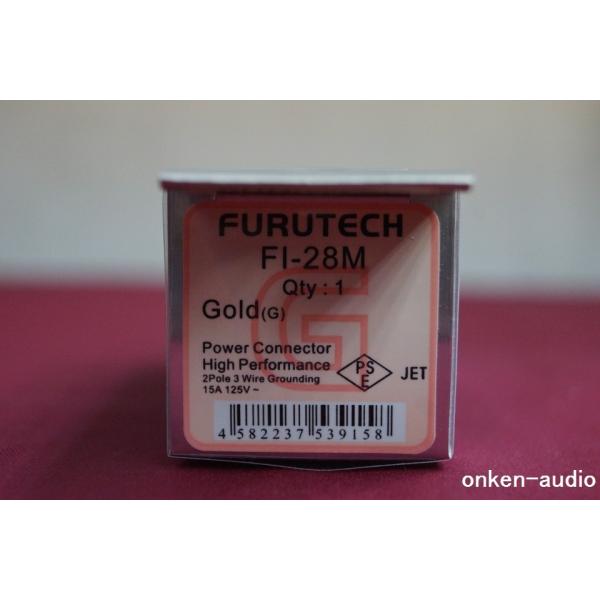 FURUTECH
FI-28M
Qty : 1
G
Gold(G)
Power Connector
High Performance
2Pole 3 Wire Grounding
15A 125V ~
PS
E
JET
4 582237 539158
onken-audio